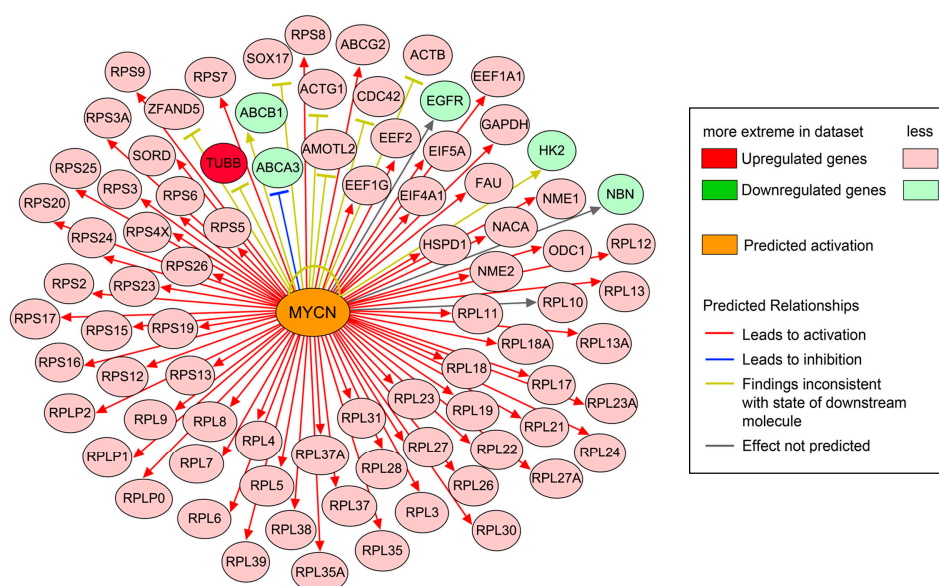 RPS8
ABCG2
SOX17
ACTB
RPS9
RPS7
ACTG1
CDC42
EEF1A1
ZFAND5
ABCB1
EGFR
RPS3A
GAPDH
EEF2
SORD
TUBB
ABCA3
AMOTL2
EIF5A
HK2
RPS25
RPS3
RPS6
EEF1G
EIF4A1
FAU
NME1
NBN
RPS20
RPS24
RPS4X
RPS5
HSPD1
NACA
ODC1
RPL12
RPS26
NME2
RPS2
RPS23
RPL13
RPL10
MYCN
RPL11
RPS17
RPS15
RPS19
RPL18A
RPL13A
RPS16
RPS12
RPS13
RPL18
RPL17
RPLP2
RPL9
RPL8
RPL31
RPL23
RPL19
RPL23A
RPL21
RPLP1
RPL7
RPL4
RPL37A
RPL28
RPL27
RPL22
RPL24
RPLP0
RPL5
RPL26
RPL27A
RPL6
RPL38
RPL37
RPL3
RPL30
RPL39
RPL35A
RPL35
more extreme in dataset less
Upregulated genes
Downregulated genes
Predicted activation
Predicted Relationships
Leads to activation
Leads to inhibition
Findings inconsistent
with state of downstream
molecule
Effect not predicted